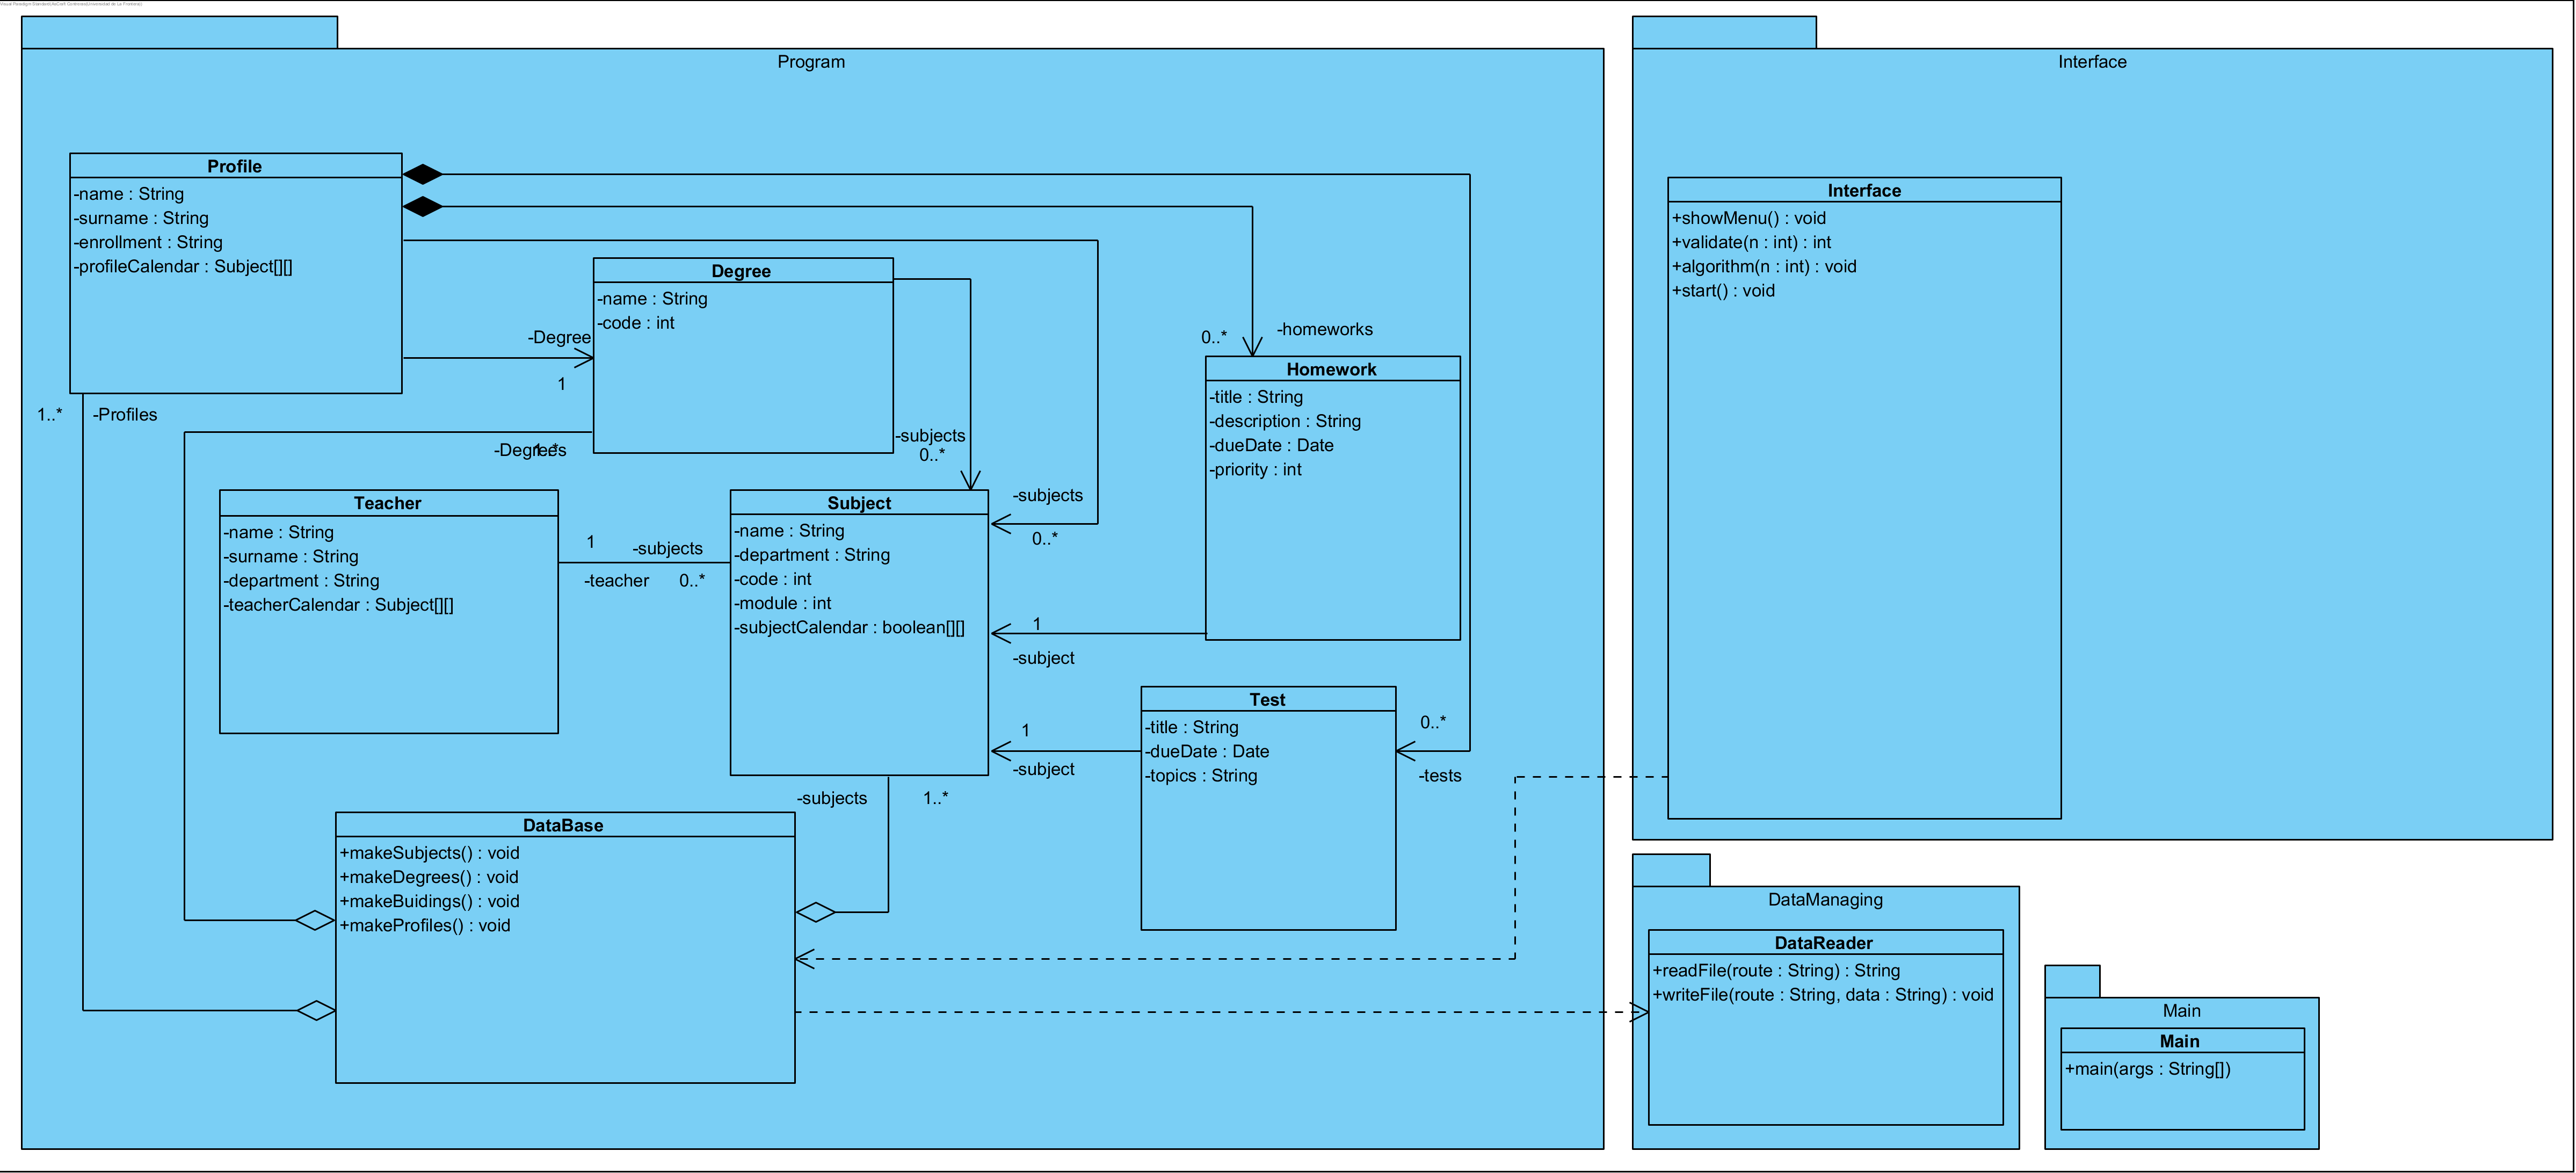 Visual Paradigm Standard(UlisConf (Unlicensed)(Universidad de La Frontera))
Program
Interface
Profile
-name : String
-surname : String
-enrollment : String
-profileCalendar : Subject[][]
Degree
-name : String
-code : int
-Degree
1
1..*
-Profiles
-Degrees
1..*
-subjects
0..*
Homework
-title : String
-description : String
-dueDate : Date
-priority : int
0..*
-homeworks
Teacher
-name : String
-surname : String
-department : String
-teacherCalendar : Subject[][]
1
-subjects
-teacher
0..*
Subject
-name : String
-department : String
-code : int
-module : int
-subjectCalendar : boolean[][]
-subjects
0..*
1
-subject
1
-subject
Test
-title : String
-dueDate : Date
-topics : String
0..*
-tests
-subjects
1..*
DataBase
+makeSubjects() : void
+makeDegrees() : void
+makeBuidings() : void
+makeProfiles() : void
Interface
+showMenu() : void
+validate(n : int) : int
+algorithm(n : int) : void
+start() : void
DataManaging
DataReader
+readFile(route : String) : String
+writeFile(route : String, data : String) : void
Main
Main
+main(args : String[])